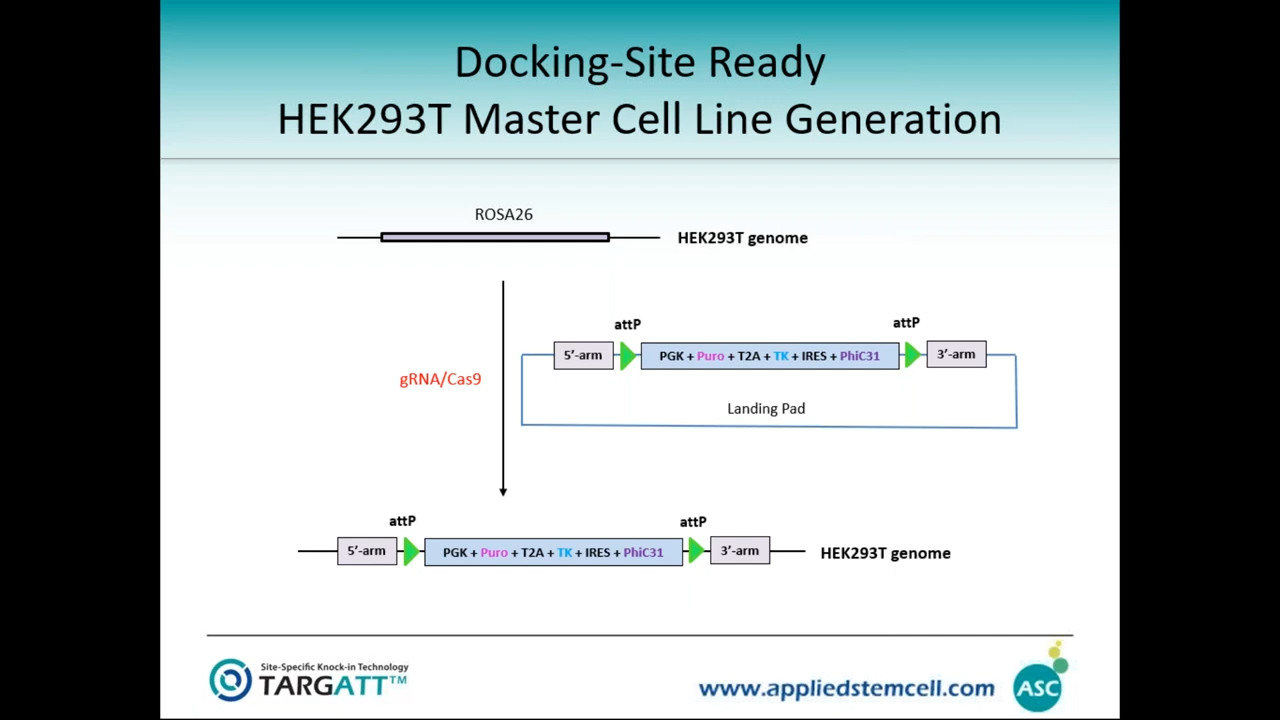 Docking-Site Ready
HEK293T Master Cell Line Generation
ROSA26
HEK293T genome
attP
attP
5’-arm
PGK + Puro + T2A + TK + IRES + PhiC31
3’-arm
gRNA/Cas9
Landing Pad
attP
attP
5’-arm
PGK + Puro + T2A + TK + IRES + PhiC31
3’-arm
HEK293T genome
Site-Specific Knock-in Technology
TARGATT™
www.appliedstemcell.com
ASC